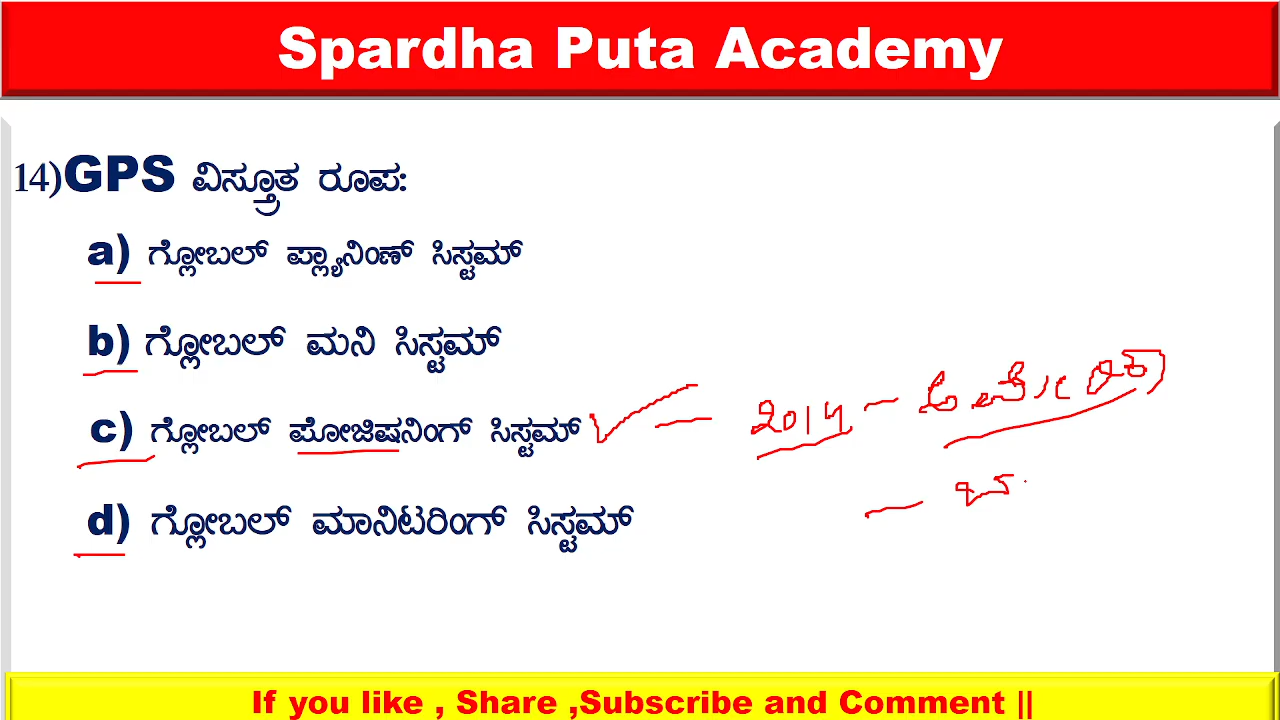 Spardha Puta Academy
14)GPS ವಿಸ್ತ್ರುತ ರೂಪ:
a) ಗ್ಲೋಬಲ್ ಪ್ಲ್ಯಾನಿಂಣ್ ಸಿಸ್ಟಮ್
b) ಗ್ಲೋಬಲ್ ಮನಿ ಸಿಸ್ಟಮ್
c) ಗ್ಲೋಬಲ್ ಪೋಜಿಷನಿಂಗ್ ಸಿಸ್ಟಮ್
d) ಗ್ಲೋಬಲ್ ಮಾನಿಟರಿಂಗ್ ಸಿಸ್ಟಮ್
If you like , Share ,Subscribe and Comment ||